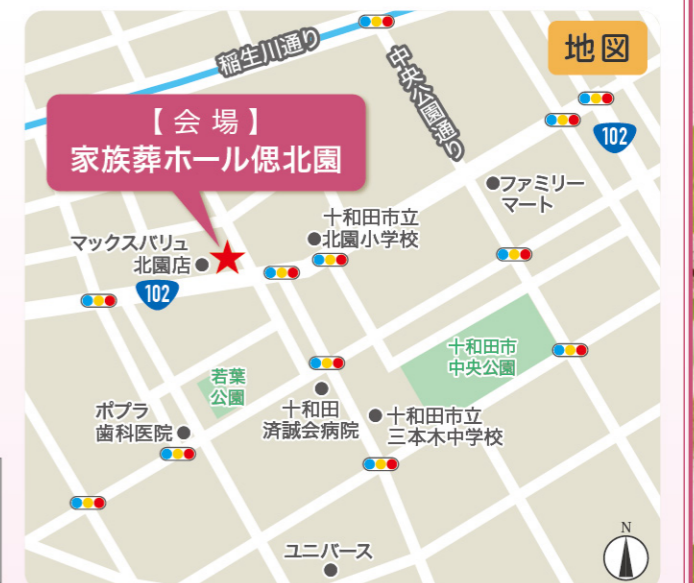 稲生川通り
中央公園通り
地図
【会場】
家族葬ホール偲北園
102
ファミリー
マート
十和田市立
北園小学校
マックスバリュ
北園店
102
十和田市
中央公園
若葉
公園
ポプラ
歯科医院
十和田
済誠会病院
十和田市立
三本木中学校
ユニバース
N